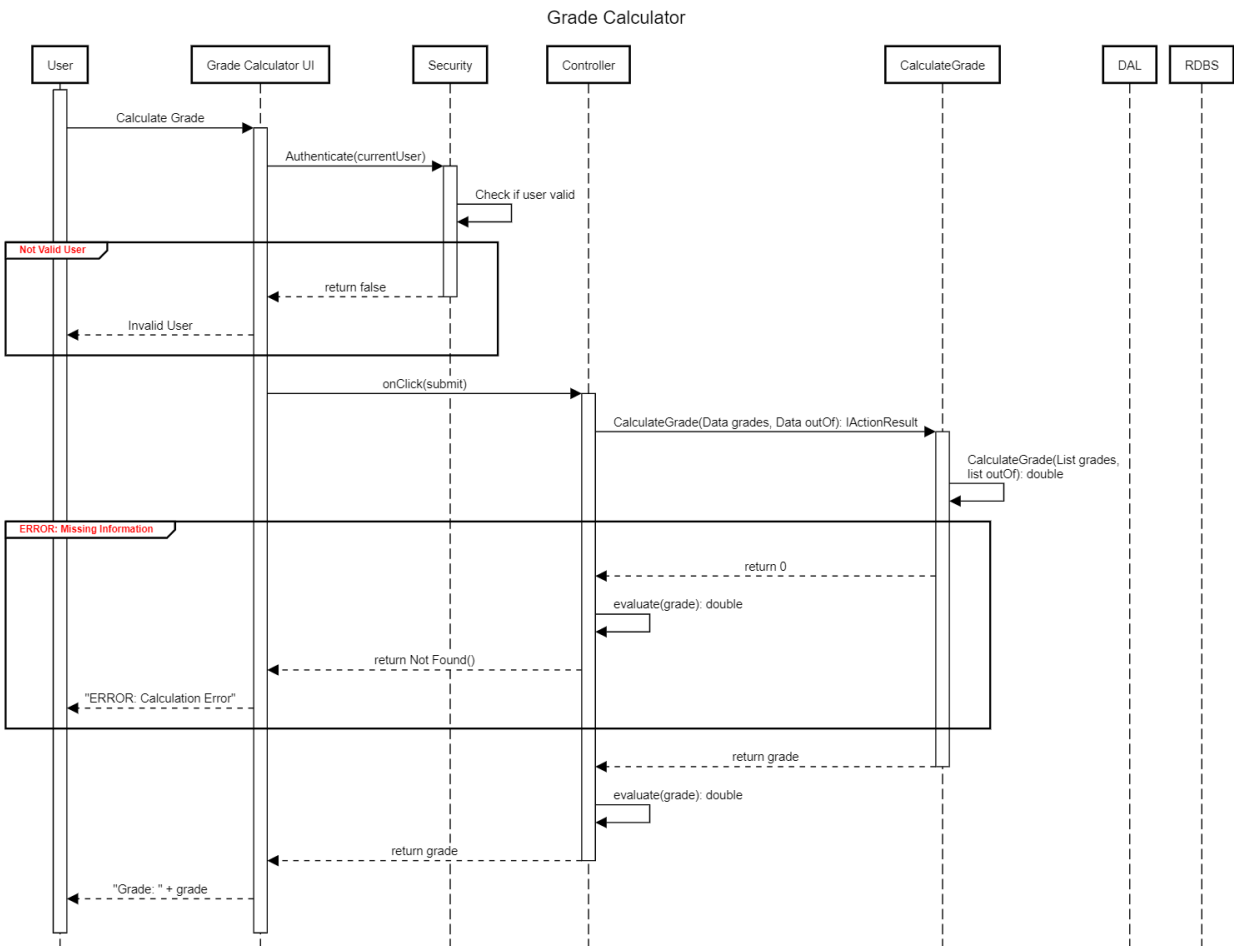 Grade Calculator
User
Grade Calculator UI
Security
Controller
CalculateGrade
DAL
RDBS
Calculate Grade
Authenticate(currentUser)
Check if user valid
Not Valid User
return false
Invalid User
onClick(submit)
CalculateGrade(Data grades, Data outOf): IActionResult
CalculateGrade(List grades,
list outOf): double
ERROR: Missing Information
return 0
evaluate(grade): double
return Not Found()
"ERROR: Calculation Error"
return grade
evaluate(grade): double
return grade
"Grade: " + grade